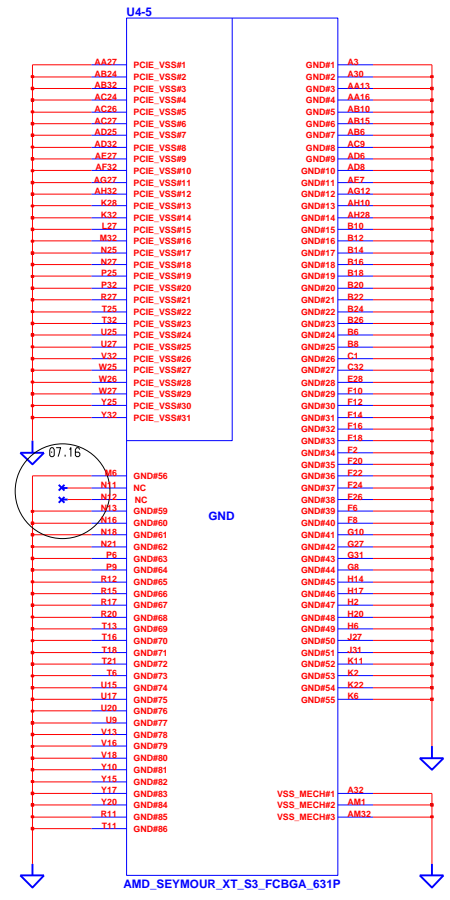 U4-5
AA27 PCIE_VSS#1
AB24 PCIE_VSS#2
AB32 PCIE_VSS#3
AC24 PCIE_VSS#4
AC26 PCIE_VSS#5
AC27 PCIE_VSS#6
AD25 PCIE_VSS#7
AD32 PCIE_VSS#8
AE27 PCIE_VSS#9
AF32 PCIE_VSS#10
AG27 PCIE_VSS#11
AH32 PCIE_VSS#12
K28 PCIE_VSS#13
K32 PCIE_VSS#14
L27 PCIE_VSS#15
M32 PCIE_VSS#16
N25 PCIE_VSS#17
N27 PCIE_VSS#18
P25 PCIE_VSS#19
P32 PCIE_VSS#20
R27 PCIE_VSS#21
T25 PCIE_VSS#22
T32 PCIE_VSS#23
U25 PCIE_VSS#24
U27 PCIE_VSS#25
V32 PCIE_VSS#26
W25 PCIE_VSS#27
W26 PCIE_VSS#28
W27 PCIE_VSS#29
Y25 PCIE_VSS#30
Y32 PCIE_VSS#31
07.16
M6 GND#56
N11 NC
N12 NC
N13 GND#59
N16 GND#60
N18 GND#61
N21 GND#62
P6 GND#63
P9 GND#64
R12 GND#65
R15 GND#66
R17 GND#67
R20 GND#68
T13 GND#69
T16 GND#70
T18 GND#71
T21 GND#72
T6 GND#73
U15 GND#74
U17 GND#75
U20 GND#76
U9 GND#77
V13 GND#78
V16 GND#79
V18 GND#80
Y10 GND#81
Y15 GND#82
Y17 GND#83
Y20 GND#84
R11 GND#85
T11 GND#86
GND
GND#1 A3
GND#2 A30
GND#3 AA13
GND#4 AA16
GND#5 AB10
GND#6 AB15
GND#7 AB6
GND#8 AC9
GND#9 AD6
GND#10 AD8
GND#11 AE7
GND#12 AG12
GND#13 AH10
GND#14 AH28
GND#15 B10
GND#16 B12
GND#17 B14
GND#18 B16
GND#19 B18
GND#20 B20
GND#21 B22
GND#22 B24
GND#23 B26
GND#24 B6
GND#25 B8
GND#26 C1
GND#27 C32
GND#28 E28
GND#29 F10
GND#30 F12
GND#31 F14
GND#32 F16
GND#33 F18
GND#34 F2
GND#35 F20
GND#36 F22
GND#37 F24
GND#38 F26
GND#39 F6
GND#40 F8
GND#41 G10
GND#42 G27
GND#43 G31
GND#44 G8
GND#45 H14
GND#46 H17
GND#47 H2
GND#48 H20
GND#49 H6
GND#50 J27
GND#51 J31
GND#52 K11
GND#53 K2
GND#54 K22
GND#55 K6
VSS_MECH#1 A32
VSS_MECH#2 AM1
VSS_MECH#3 AM32
AMD_SEYMOUR_XT_S3_FCBGA_631P